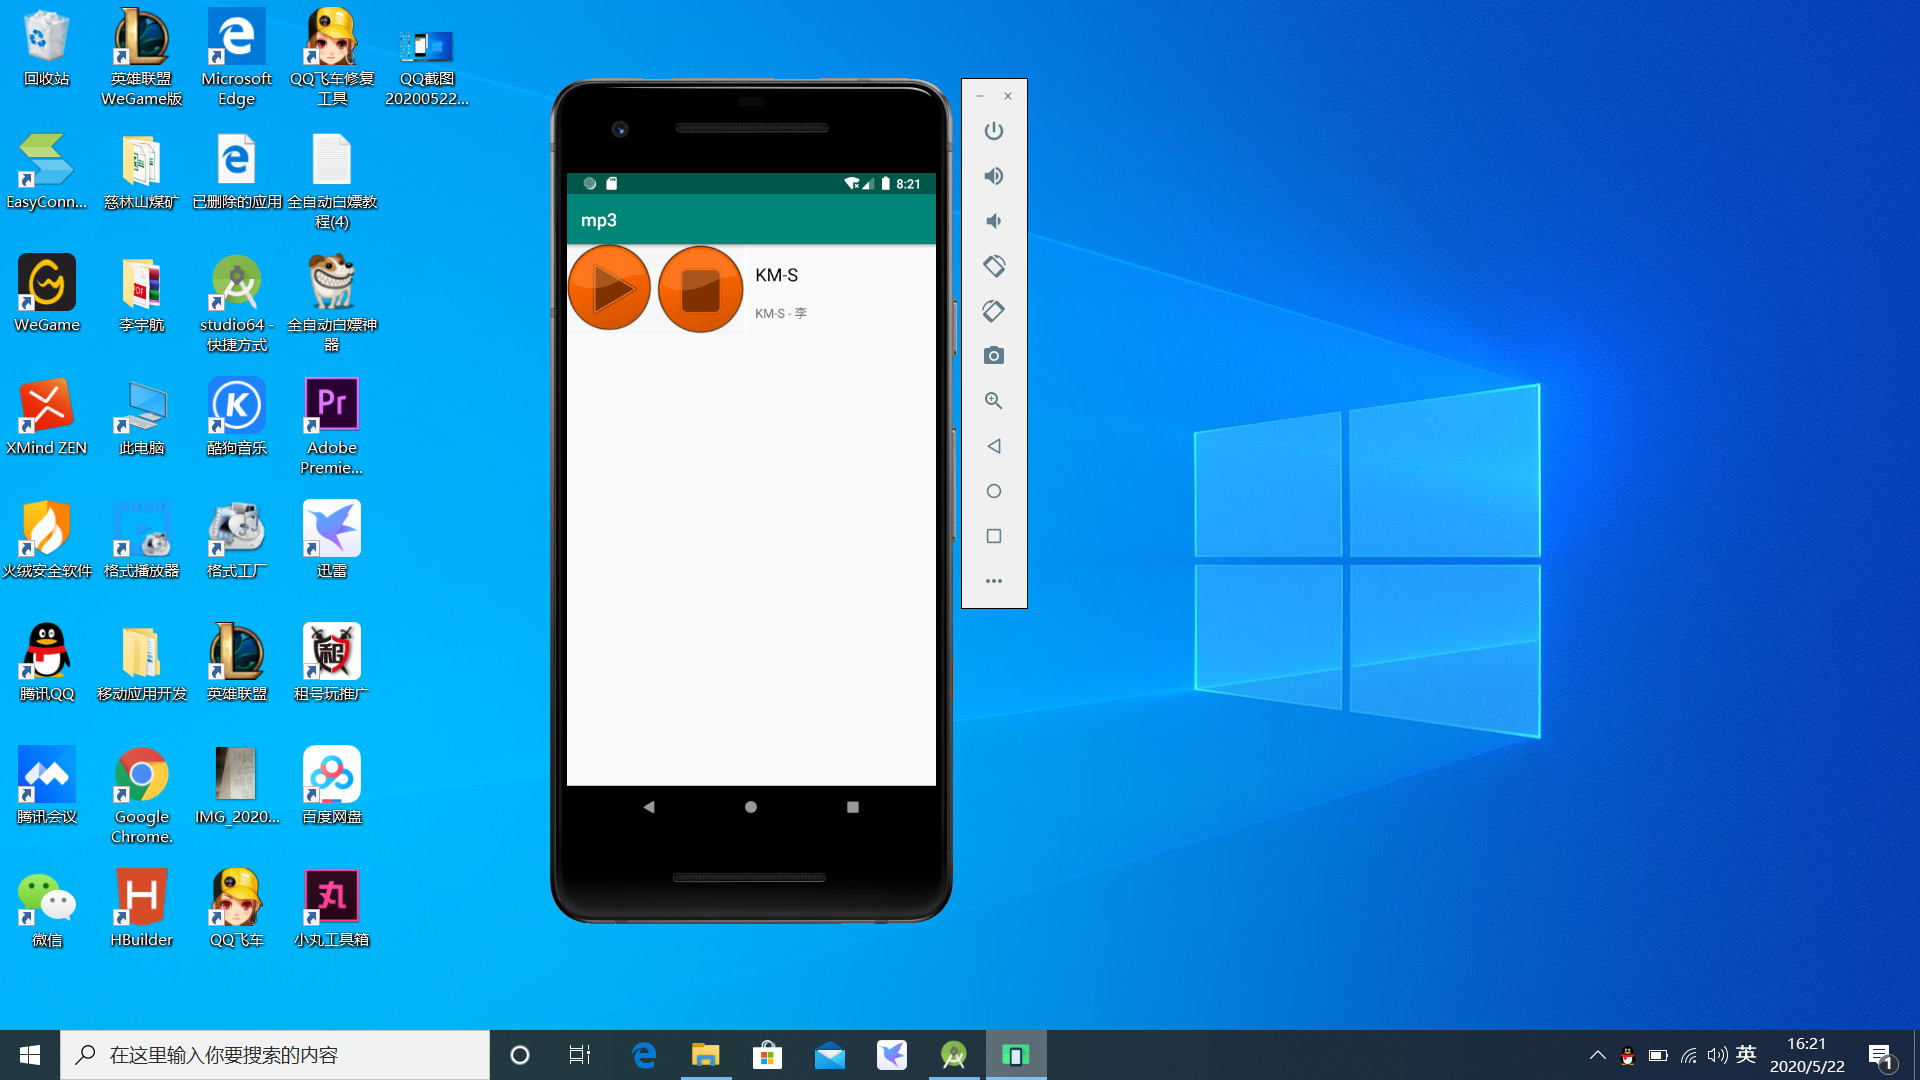 回收站
英雄联盟
WeGame版
Microsoft
Edge
QQ飞车修复
工具
QQ截图
20200522...
EasyConn...
慈林山煤矿
已删除的应用
全自动白嫖教
程(4)
WeGame
李宇航
studio64 -
快捷方式
全自动白嫖神
器
XMind ZEN
此电脑
酷狗音乐
Pr
Adobe
Premie...
火绒安全软件
格式播放器
格式工厂
迅雷
腾讯QQ
移动应用开发
英雄联盟
租号玩推广
腾讯会议
Google
Chrome.
IMG_2020...
百度网盘
微信
HBuilder
QQ飞车
丸
小丸工具箱
8:21
mp3
KM-S
KM-S - 李
在这里输入你要搜索的内容
英
16:21
2020/5/22
1